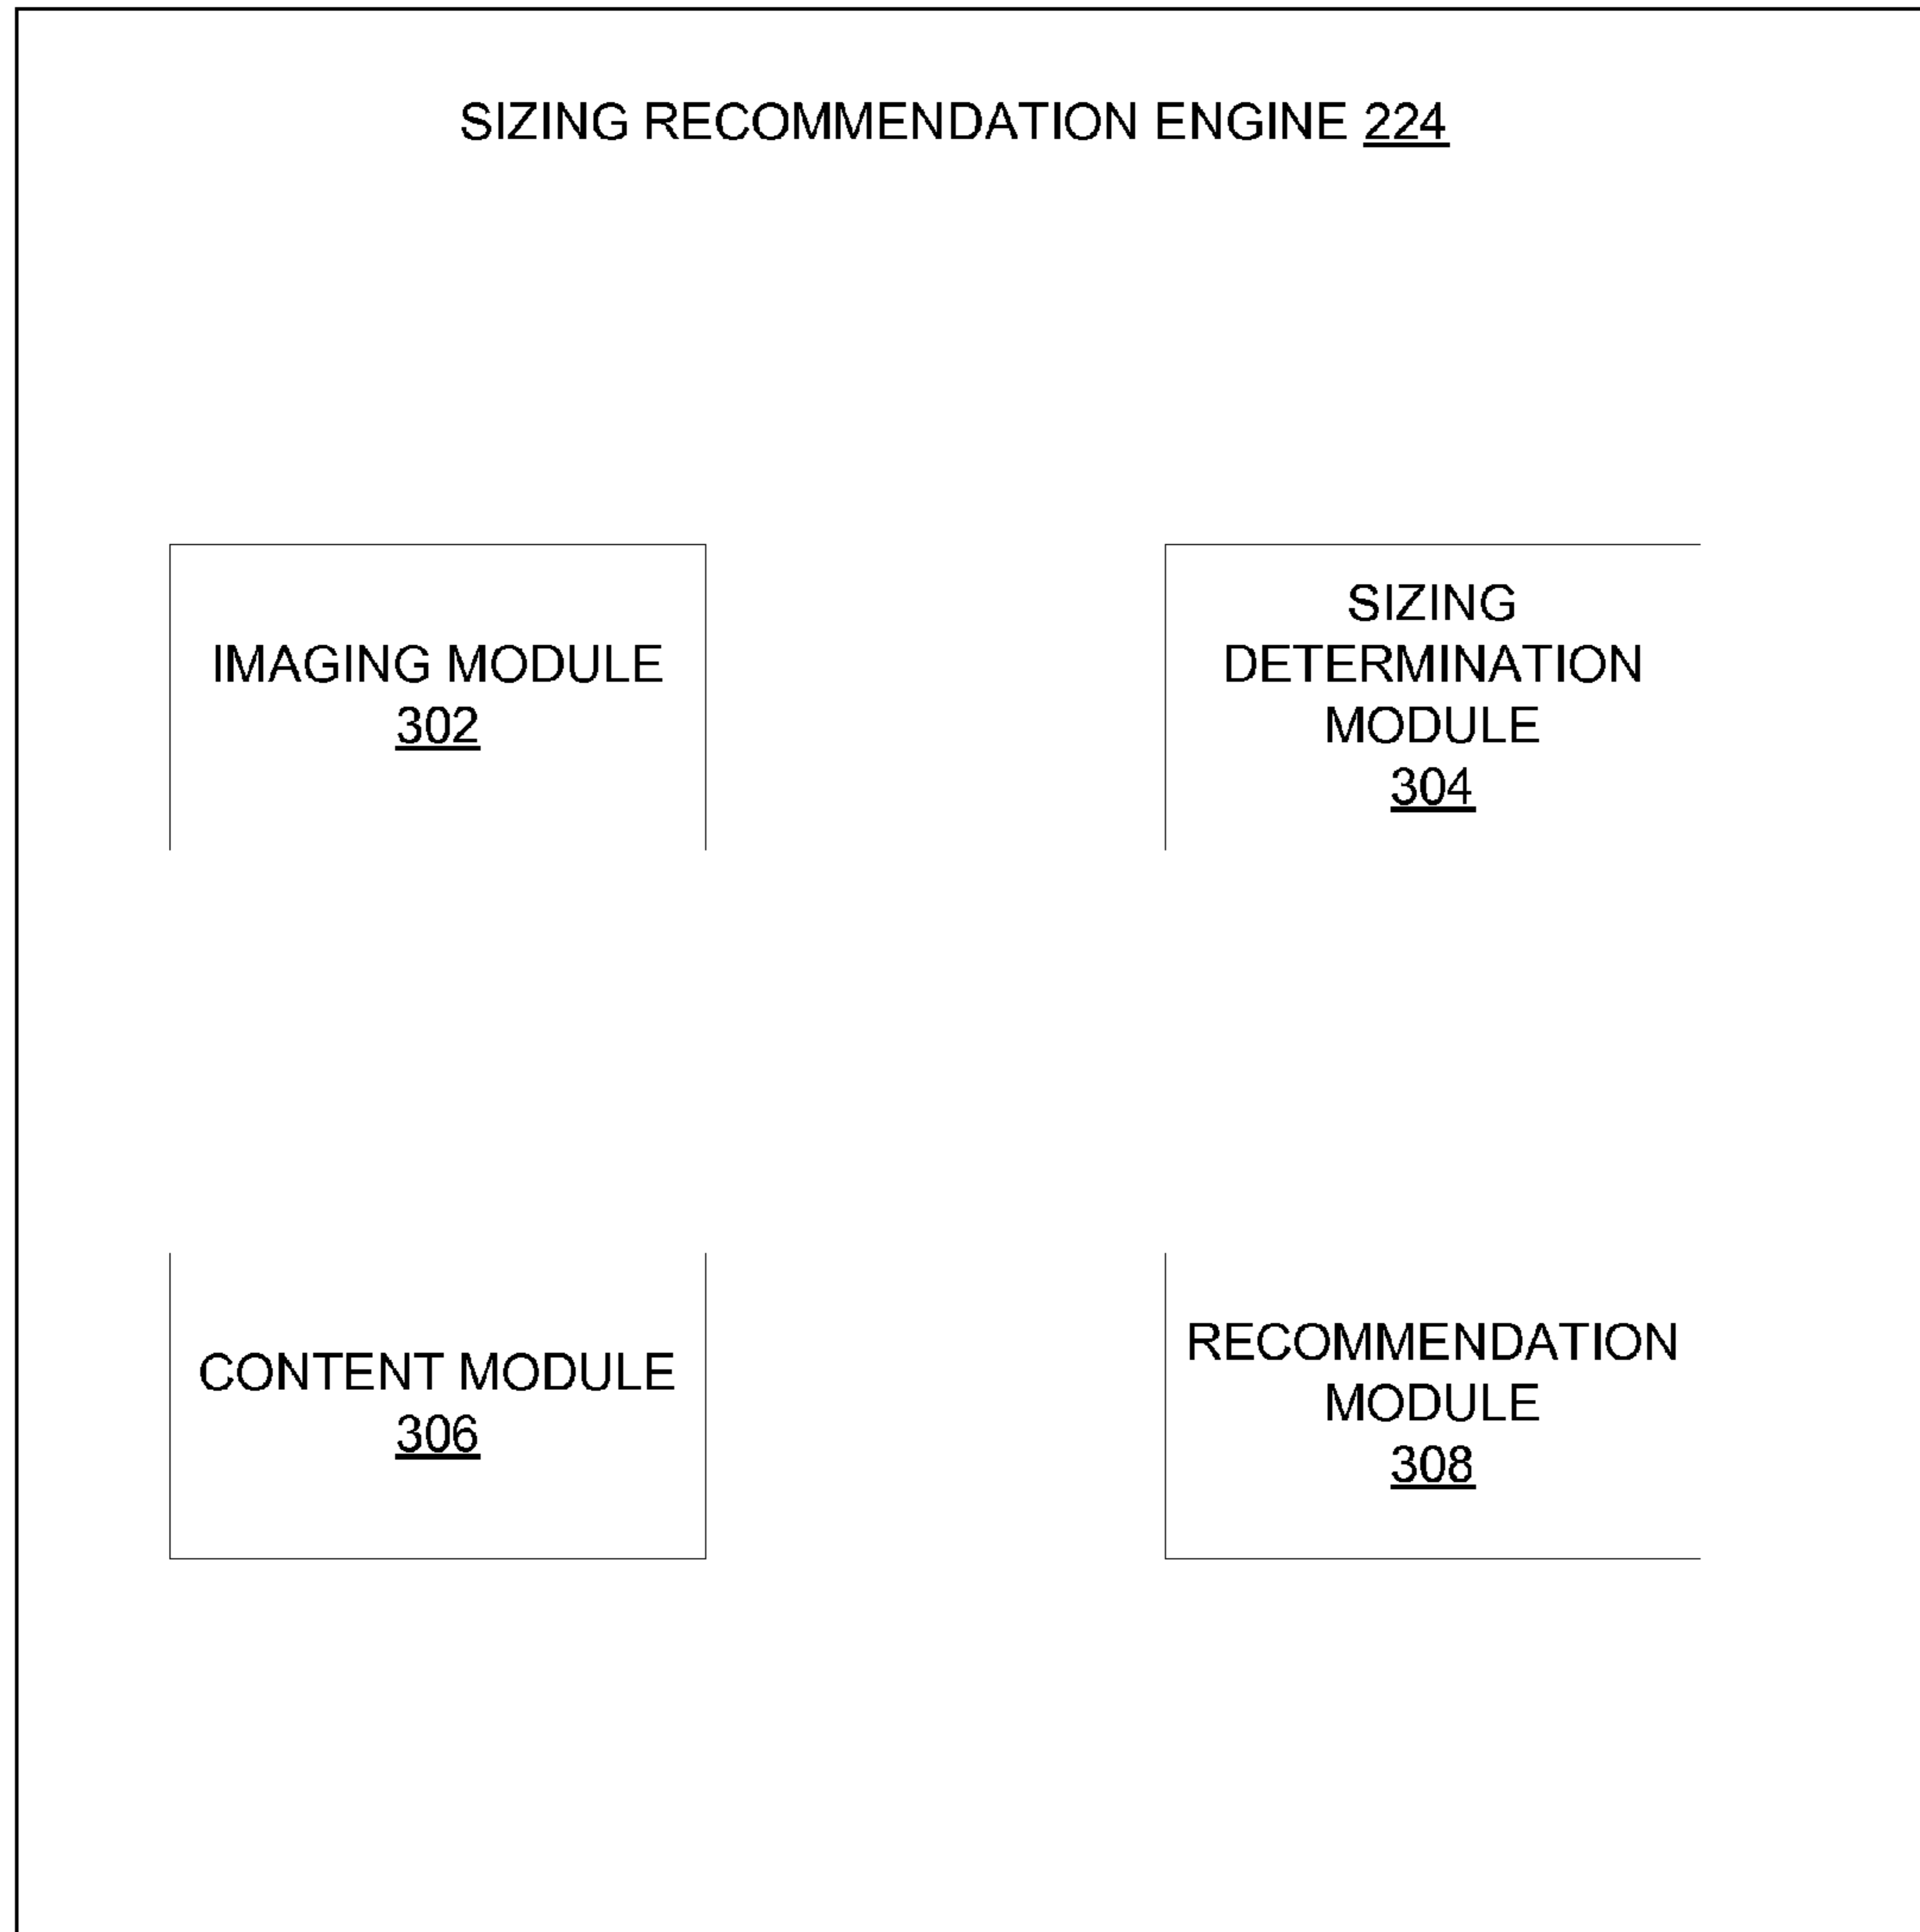 SIZING RECOMMENDATION ENGINE 224
IMAGING MODULE
302
SIZING
DETERMINATION
MODULE
304
CONTENT MODULE
306
RECOMMENDATION
MODULE
308